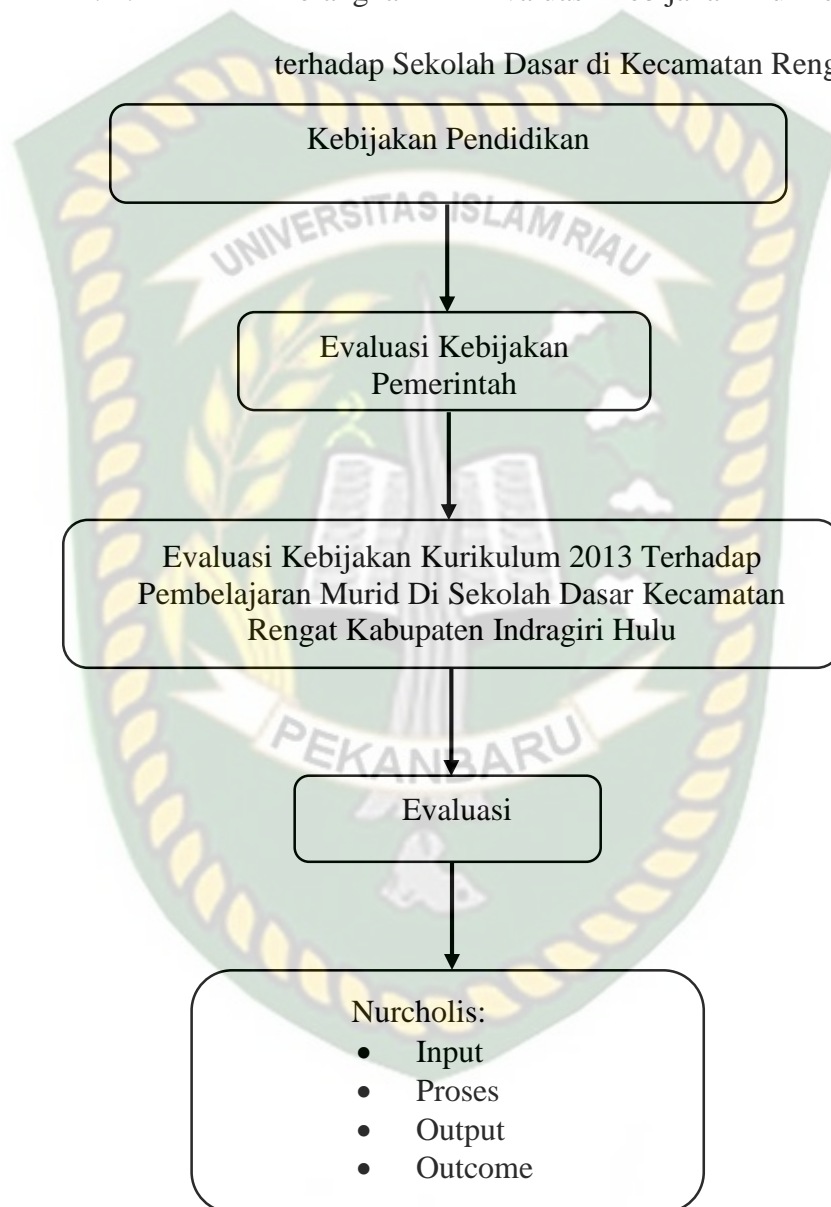 terhadap Sekolah Dasar di Kecamatan Reng
Kebijakan Pendidikan
UNIVERSITAS ISLAM RIAU
Evaluasi Kebijakan
Pemerintah
Evaluasi Kebijakan Kurikulum 2013 Terhadap
Pembelajaran Murid Di Sekolah Dasar Kecamatan
Rengat Kabupaten Indragiri Hulu
PEKANBARU
Evaluasi
Nurcholis:
• Input
• Proses
• Output
• Outcome